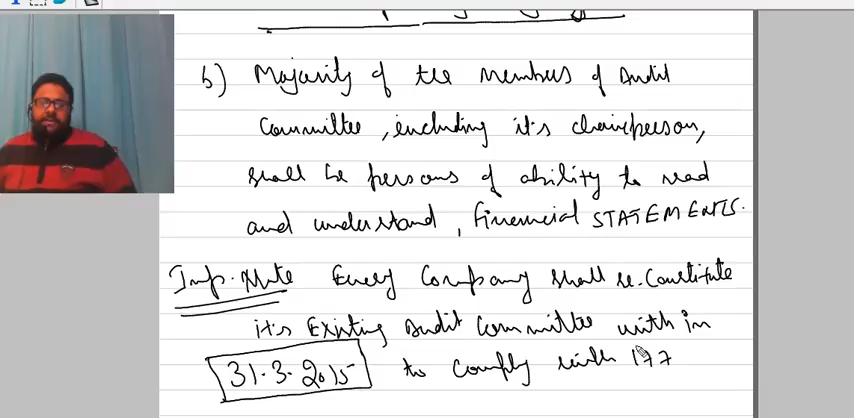 b) Majority of the members of Audit
Committee, including it's chairperson,
shall be persons of ability to read
and understand, financial STATEMENTS.
Imp. Note Every Company shall re-Constitute
it's Existing Audit Committee with in
31.3.2015 to comply with 177